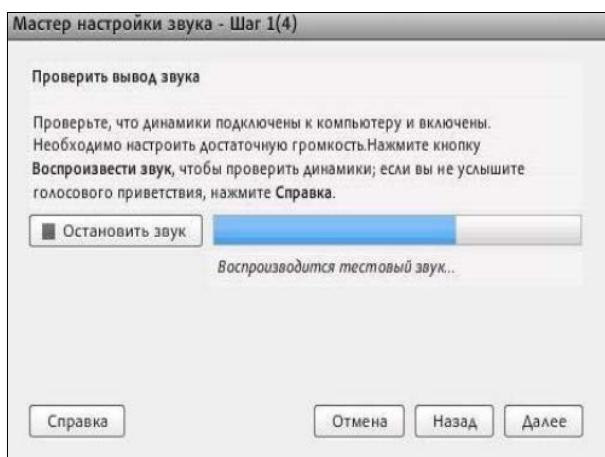 Мастер настройки звука - Шаг 1(4)
Проверить вывод звука
Проверьте, что динамики подключены к компьютеру и включены.
Необходимо настроить достаточную громкость.Нажмите кнопку
Воспроизвести звук, чтобы проверить динамики; если вы не услышите
голосового приветствия, нажмите Справка.
Остановить звук
Воспроизводится тестовый звук...
Справка
Отмена
Назад
Далее